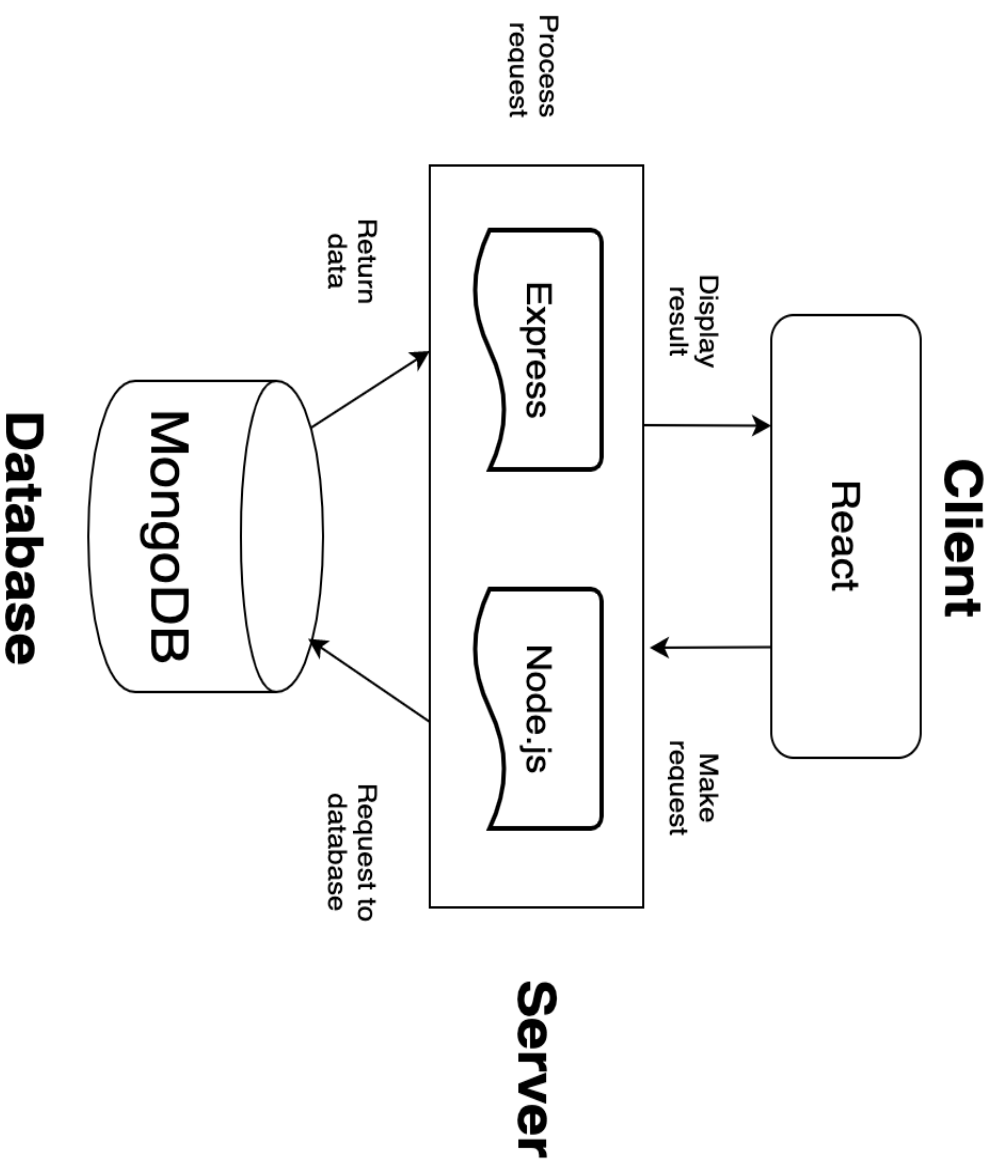 Client
React
Display
result
Make
request
Process
request
Express
Node.js
Server
Return
data
Request to
database
MongoDB
Database